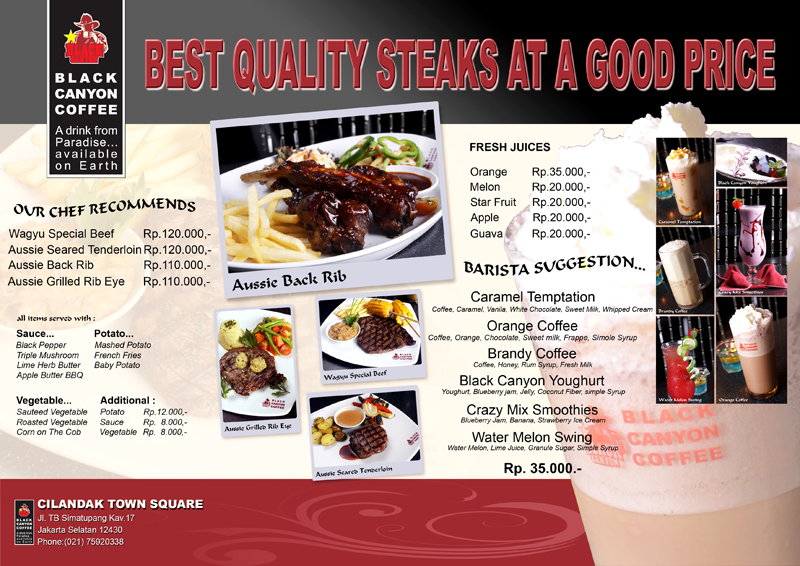 BLACK
CANYON
COFFEE
A drink from
Paradise...
available
on Earth
BEST QUALITY STEAKS AT A GOOD PRICE
OUR CHEF RECOMMENDS
Wagyu Special Beef Rp.120.000,-
Aussie Seared Tenderloin Rp.120.000,-
Aussie Back Rib Rp.110.000,-
Aussie Grilled Rib Eye Rp.110.000,-
all items served with :
Sauce...
Black Pepper
Triple Mushroom
Lime Herb Butter
Apple Butter BBQ
Potato...
Mashed Potato
French Fries
Baby Potato
Vegetable...
Sauteed Vegetable
Roasted Vegetable
Corn on The Cob
Additional :
Potato Rp.12.000,-
Sauce Rp. 8.000,-
Vegetable Rp. 8.000,-
Aussie Back Rib
Aussie Grilled Rib Eye
Wagyu Special Beef
Aussie Seared Tenderloin
FRESH JUICES
Orange Rp.35.000,-
Melon Rp.20.000,-
Star Fruit Rp.20.000,-
Apple Rp.20.000,-
Guava Rp.20.000,-
BARISTA SUGGESTION...
Caramel Temptation
Coffee, Caramel, Vanila, White Chocolate, Sweet Milk, Whipped Cream
Orange Coffee
Coffee, Orange, Chocolate, Sweet milk, Frappe, Simole Syrup
Brandy Coffee
Coffee, Honey, Rum Syrup, Fresh Milk
Black Canyon Youghurt
Youghurt, Blueberry jam, Jelly, Coconut Fiber, simple Syrup
Crazy Mix Smoothies
Blueberry Jam, Banana, Strawberry Ice Cream
Water Melon Swing
Water Melon, Lime Juice, Granule Sugar, Simple Syrup
Rp. 35.000.-
Caramel Temptation
Black Canyon Youghurt
Brandy Coffee
Crazy Mix Smoothies
Water Melon Swing
Orange Coffee
BLACK
CANYON
COFFEE
BLACK
CANYON
COFFEE
CILANDAK TOWN SQUARE
Jl. TB Simatupang Kav.17
Jakarta Selatan 12430
Phone:(021) 75920338